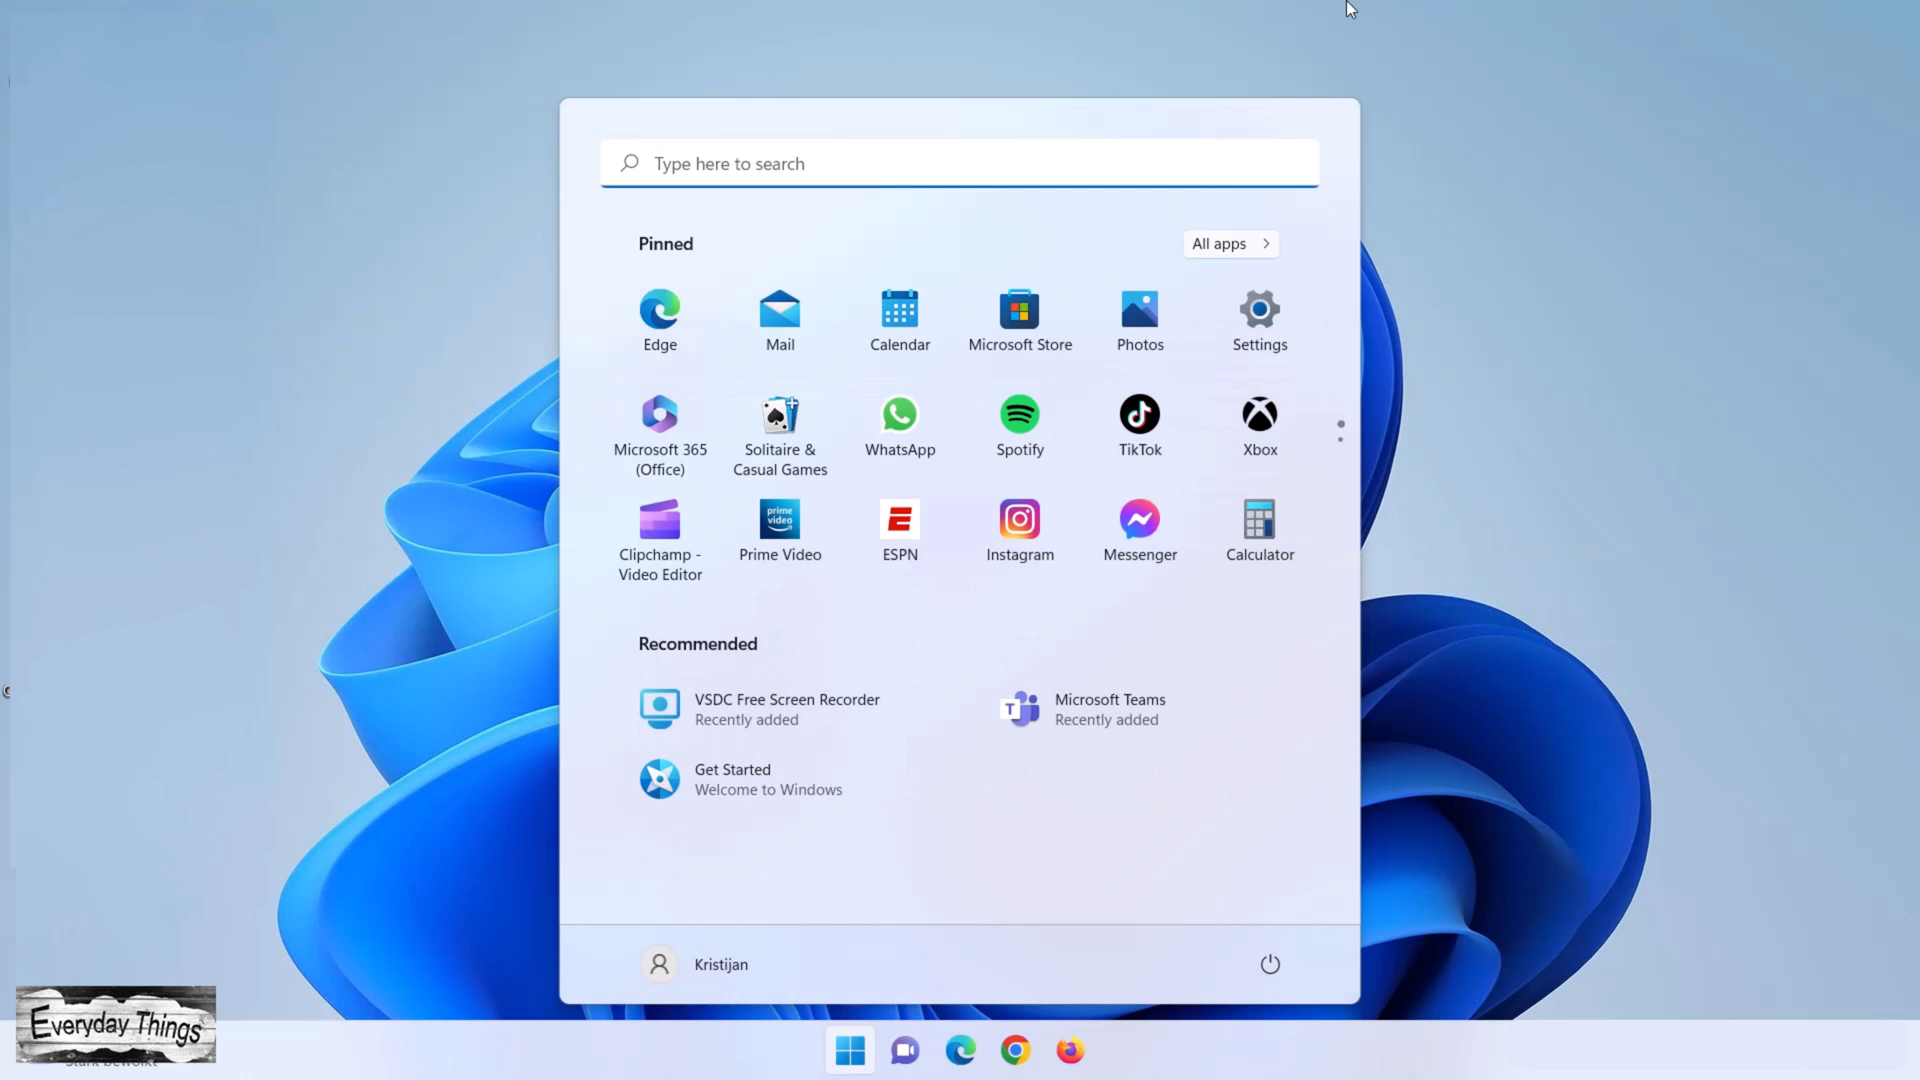 Type here to search
Pinned
All apps
Edge
Mail
Calendar
Microsoft Store
Photos
Settings
Microsoft 365
(Office)
Solitaire &
Casual Games
WhatsApp
Spotify
TikTok
Xbox
Clipchamp -
Video Editor
prime
video
Prime Video
ESPN
Instagram
Messenger
Calculator
Recommended
VSDC Free Screen Recorder
Recently added
T
Microsoft Teams
Recently added
Get Started
Welcome to Windows
Kristijan
Everyday Things